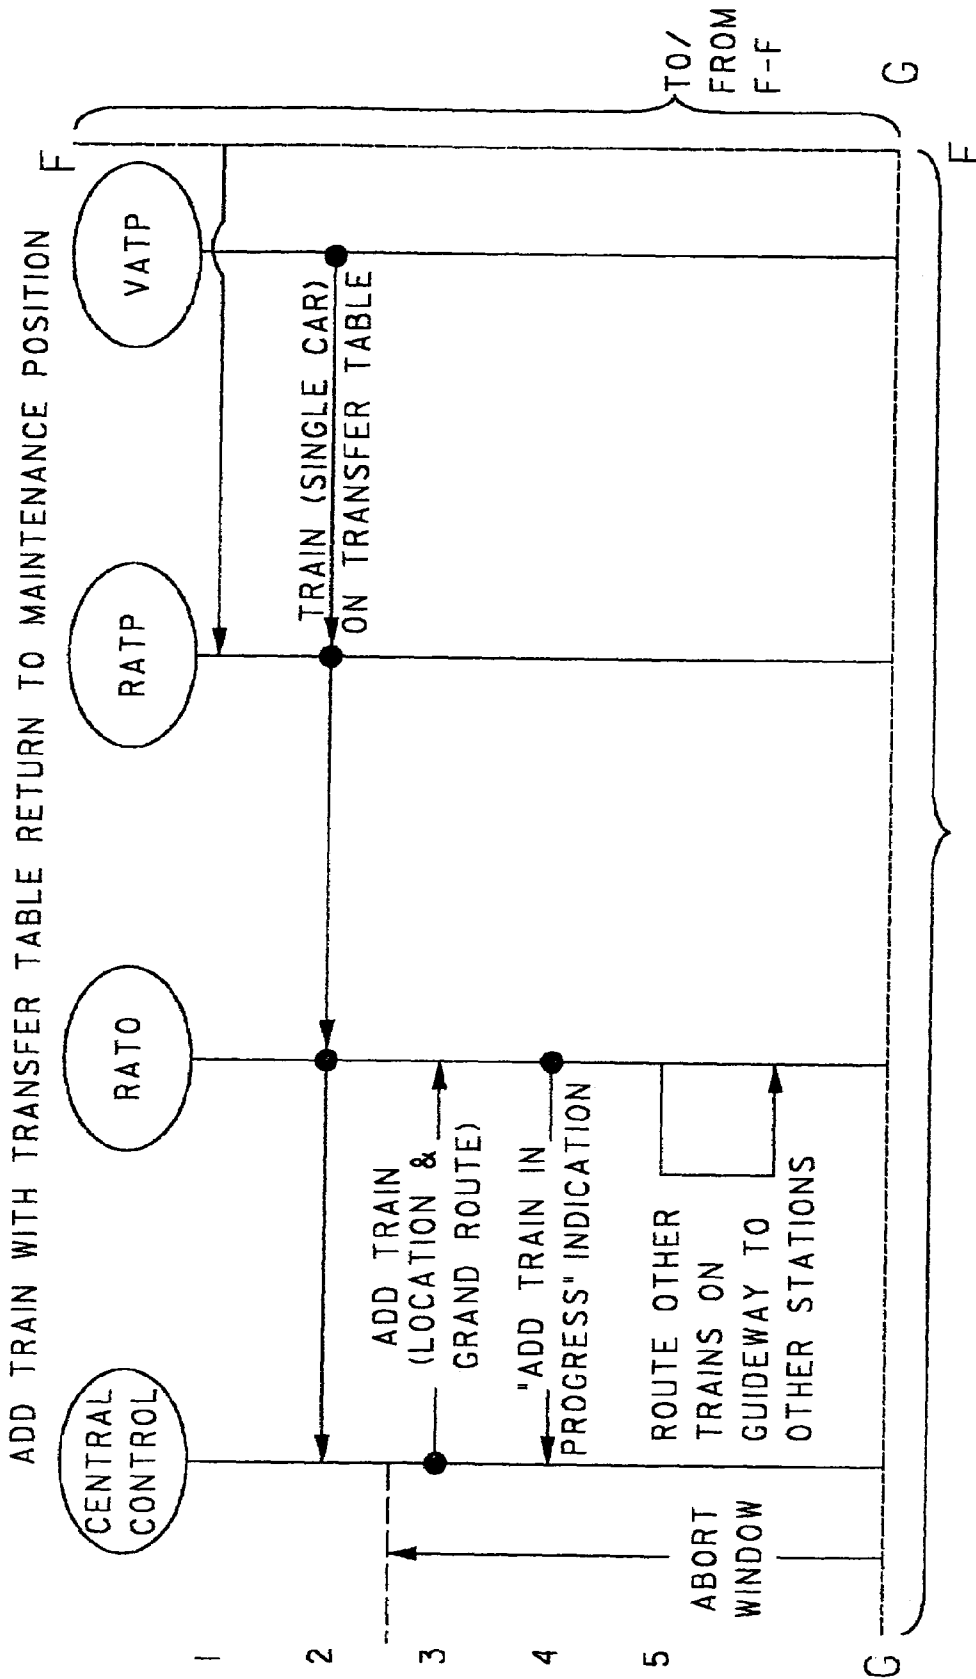 ADD TRAIN WITH TRANSFER TABLE RETURN TO MAINTENANCE POSITION
CENTRAL
CONTROL
RATO
RATP
VATP
F
1
2
TRAIN (SINGLE CAR)
ON TRANSFER TABLE
3
ADD TRAIN
(LOCATION &
GRAND ROUTE)
4
"ADD TRAIN IN
PROGRESS" INDICATION
5
ROUTE OTHER
TRAINS ON
GUIDEWAY TO
OTHER STATIONS
ABORT
WINDOW
TO/
FROM
F-F
G
G
F